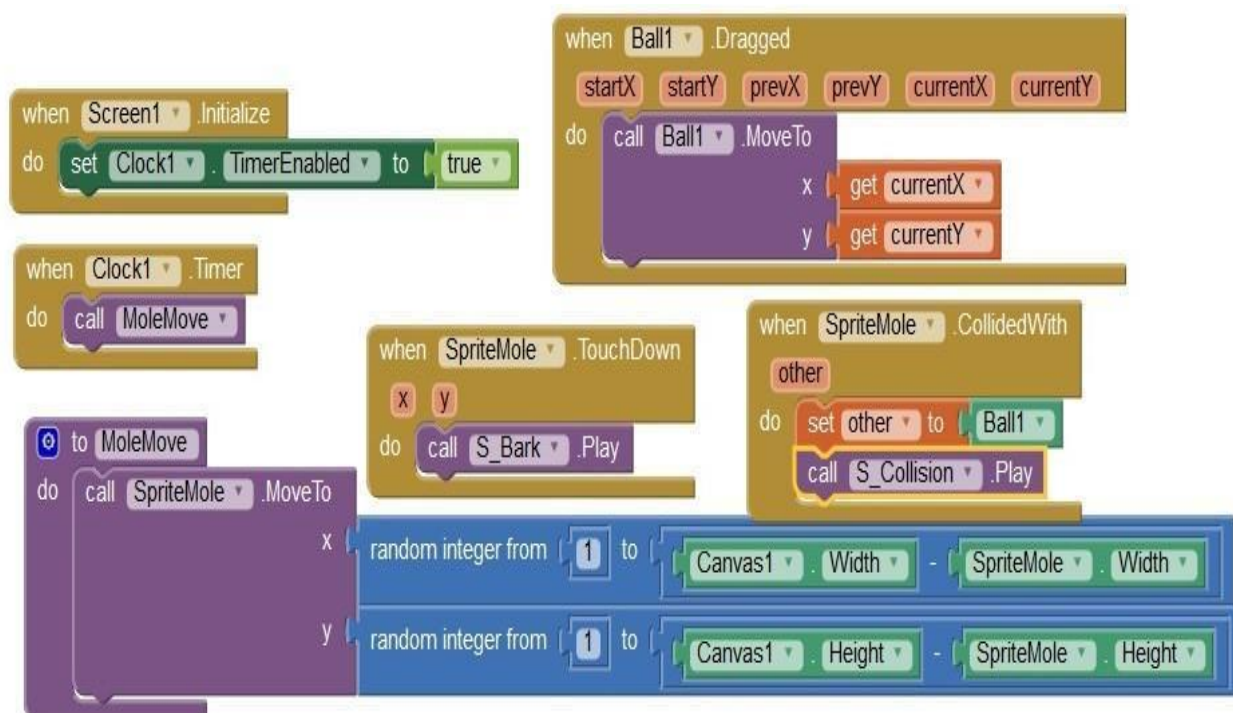 when Screen1 .Initialize
do set Clock1 . TimerEnabled to true
when Clock1 .Timer
do call MoleMove
when Ball1 .Dragged
startX startY prevX prevY currentX currentY
do call Ball1 .MoveTo
x get currentX
y get currentY
when SpriteMole .TouchDown
x y
do call S_Bark .Play
when SpriteMole .CollidedWith
other
do set other to Ball1
call S_Collision .Play
to MoleMove
do call SpriteMole .MoveTo
x random integer from 1 to Canvas1 . Width - SpriteMole . Width
y random integer from 1 to Canvas1 . Height - SpriteMole . Height